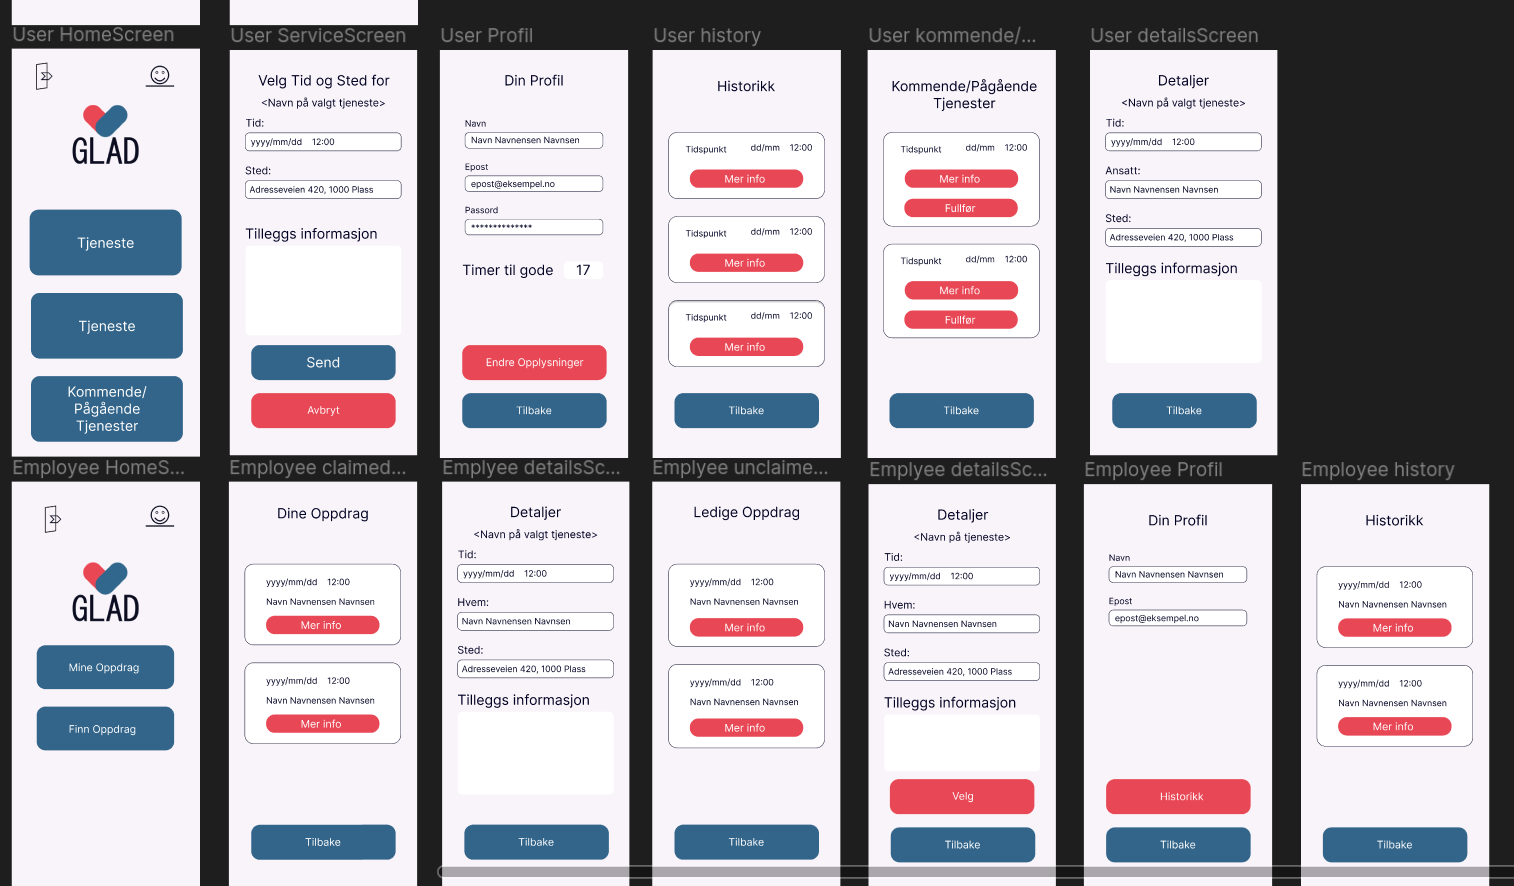 User HomeScreen
GLAD
Tjeneste
Tjeneste
Kommende/
Pågående
Tjenester
User ServiceScreen
Velg Tid og Sted for
<Navn på valgt tjeneste>
Tid:
yyyy/mm/dd 12:00
Sted:
Adresseveien 420, 1000 Plass
Tilleggs informasjon
Send
Avbryt
User Profil
Din Profil
Navn
Navn Navnensen Navnsen
Epost
epost@eksempel.no
Passord
**************
Timer til gode 17
Endre Opplysninger
Tilbake
User history
Historikk
Tidspunkt dd/mm 12:00
Mer info
Tidspunkt dd/mm 12:00
Mer info
Tidspunkt dd/mm 12:00
Mer info
Tilbake
User kommende/...
Kommende/Pågående
Tjenester
Tidspunkt dd/mm 12:00
Mer info
Fullfør
Tidspunkt dd/mm 12:00
Mer info
Fullfør
Tilbake
User detailsScreen
Detaljer
<Navn på valgt tjeneste>
Tid:
yyyy/mm/dd 12:00
Ansatt:
Navn Navnensen Navnsen
Sted:
Adresseveien 420, 1000 Plass
Tilleggs informasjon
Tilbake
Employee HomeS...
GLAD
Mine Oppdrag
Finn Oppdrag
Employee claimed...
Dine Oppdrag
yyyy/mm/dd 12:00
Navn Navnensen Navnsen
Mer info
yyyy/mm/dd 12:00
Navn Navnensen Navnsen
Mer info
Tilbake
Emplyee detailsSc...
Detaljer
<Navn på valgt tjeneste>
Tid:
yyyy/mm/dd 12:00
Hvem:
Navn Navnensen Navnsen
Sted:
Adresseveien 420, 1000 Plass
Tilleggs informasjon
Tilbake
Emplyee unclaime...
Ledige Oppdrag
yyyy/mm/dd 12:00
Navn Navnensen Navnsen
Mer info
yyyy/mm/dd 12:00
Navn Navnensen Navnsen
Mer info
Tilbake
Emplyee detailsSc...
Detaljer
<Navn på tjeneste>
Tid:
yyyy/mm/dd 12:00
Hvem:
Navn Navnensen Navnsen
Sted:
Adresseveien 420, 1000 Plass
Tilleggs informasjon
Velg
Tilbake
Employee Profil
Din Profil
Navn
Navn Navnensen Navnsen
Epost
epost@eksempel.no
Historikk
Tilbake
Employee history
Historikk
yyyy/mm/dd 12:00
Navn Navnensen Navnsen
Mer info
yyyy/mm/dd 12:00
Navn Navnensen Navnsen
Mer info
Tilbake